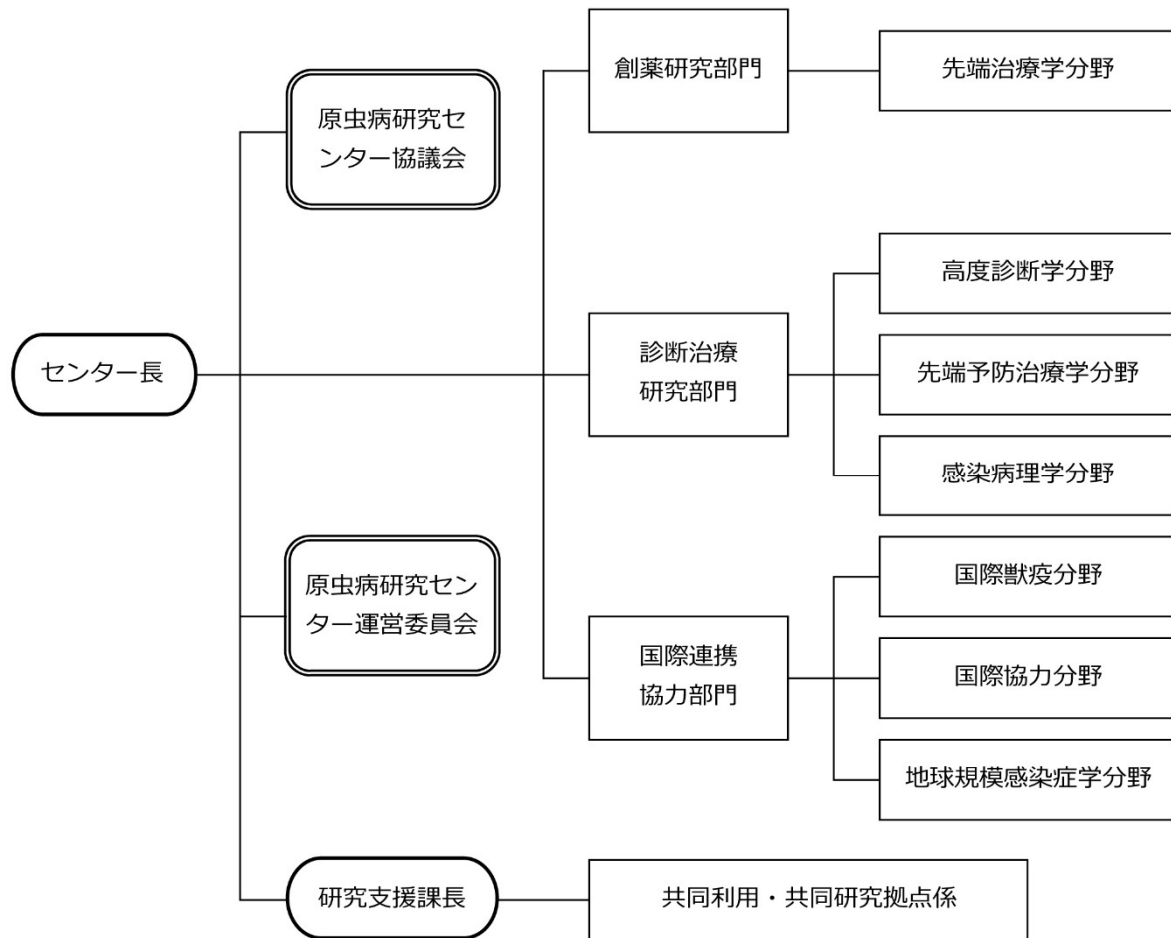 創薬研究部門
先端治療学分野
原虫病研究セ
ンター協議会
高度診断学分野
センター長
診断治療
研究部門
先端予防治療学分野
感染病理学分野
原虫病研究セン
ター運営委員会
国際獣疫分野
国際連携
協力部門
国際協力分野
地球規模感染症学分野
研究支援課長
共同利用・共同研究拠点係